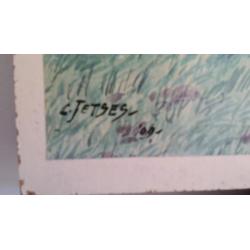 C. JETSES-
'09-